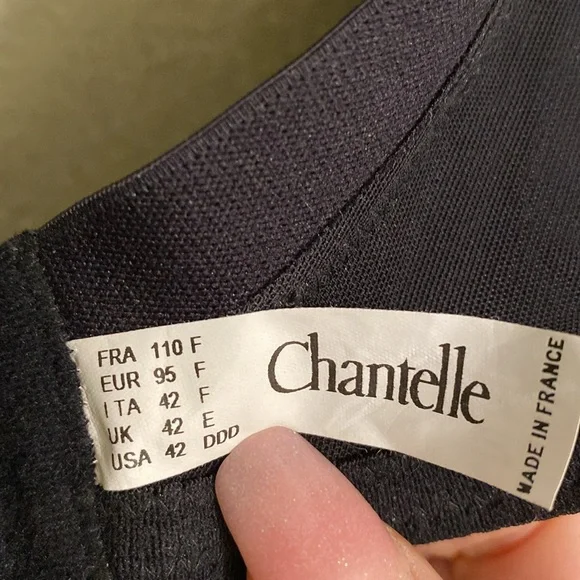 FRA 110 F
EUR 95 F
ITA 42 F
UK 42 E
USA 42 DDD
Chantelle
MADE IN FRANCE